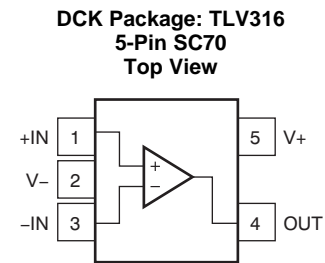 DCK Package: TLV316
5-Pin SC70
Top View
+IN 1 5 V+
+
V− 2
−
−IN 3 4 OUT